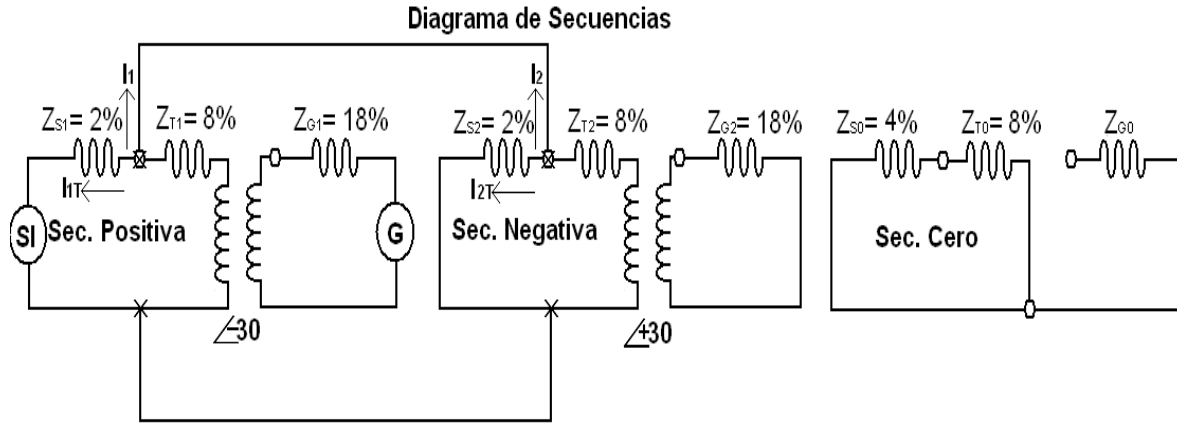 Diagrama de Secuencias
I1 I2
ZS1= 2% ZT1= 8% ZG1= 18% ZS2= 2% ZT2= 8% ZG2= 18% ZS0= 4% ZT0= 8% ZG0
I1T I2T
SI Sec. Positiva G Sec. Negativa Sec. Cero
∠-30 ∠+30